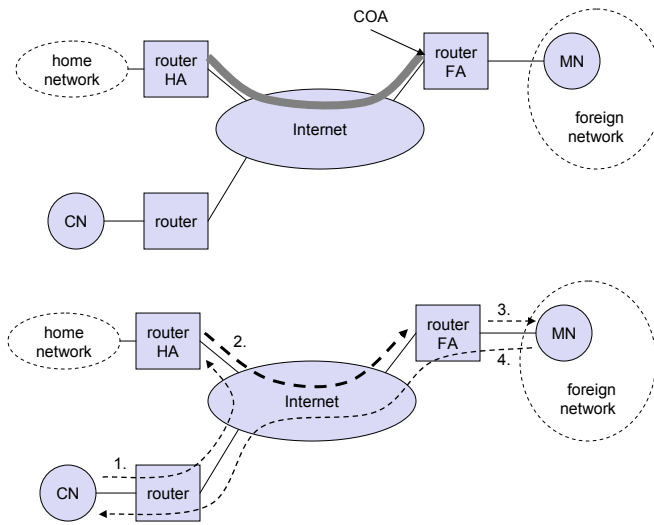 COA
home
network
router
HA
router
FA
MN
Internet
foreign
network
CN
router
home
network
router
HA
2.
router
FA
3.
MN
4.
Internet
foreign
network
1.
CN
router